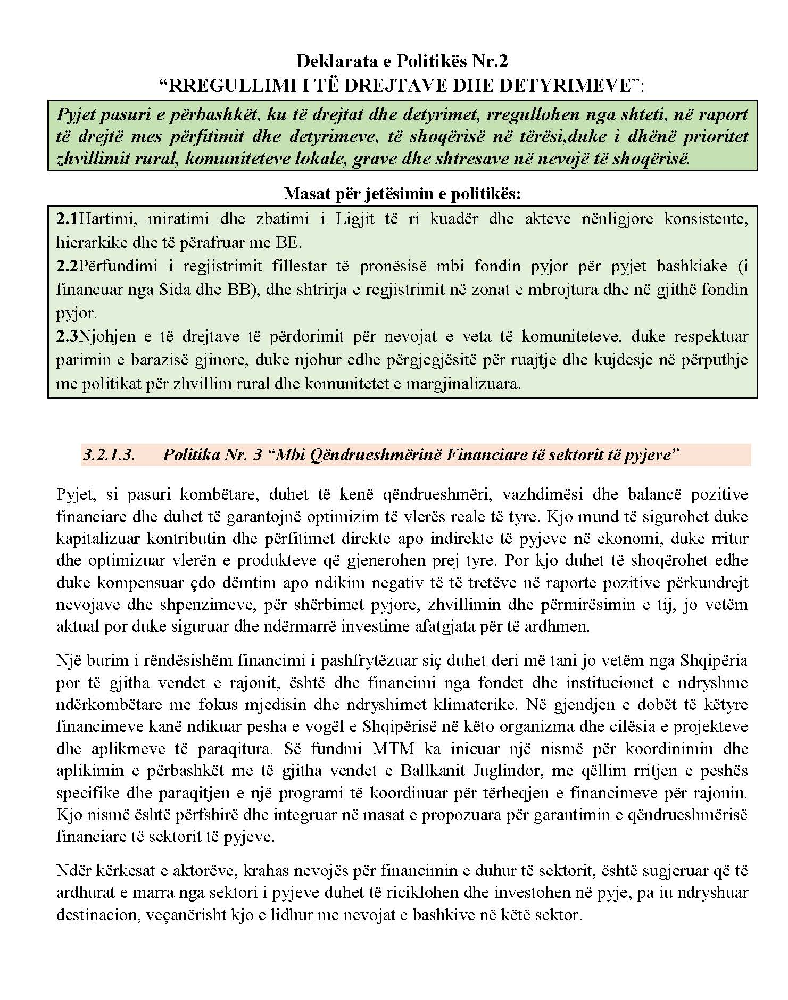 Deklarata e Politikës Nr.2
“RREGULLIMI I TË DREJTAVE DHE DETYRIMEVE”:
Pyjet pasuri e përbashkët, ku të drejtat dhe detyrimet, rregullohen nga shteti, në raport
të drejtë mes përfitimit dhe detyrimeve, të shoqërisë në tërësi,duke i dhënë prioritet
zhvillimit rural, komuniteteve lokale, grave dhe shtresave në nevojë të shoqërisë.
Masat për jetësimin e politikës:
2.1Hartimi, miratimi dhe zbatimi i Ligjit të ri kuadër dhe akteve nënligjore konsistente,
hierarkike dhe të përafruar me BE.
2.2Përfundimi i regjistrimit fillestar të pronësisë mbi fondin pyjor për pyjet bashkiake (i
financuar nga Sida dhe BB), dhe shtrirja e regjistrimit në zonat e mbrojtura dhe në gjithë fondin
pyjor.
2.3Njohjen e të drejtave të përdorimit për nevojat e veta të komuniteteve, duke respektuar
parimin e barazisë gjinore, duke njohur edhe përgjegjësitë për ruajtje dhe kujdesje në përputhje
me politikat për zhvillim rural dhe komunitetet e margjinalizuara.
3.2.1.3. Politika Nr. 3 “Mbi Qëndrueshmërinë Financiare të sektorit të pyjeve”
Pyjet, si pasuri kombëtare, duhet të kenë qëndrueshmëri, vazhdimësi dhe balancë pozitive
financiare dhe duhet të garantojnë optimizim të vlerës reale të tyre. Kjo mund të sigurohet duke
kapitalizuar kontributin dhe përfitimet direkte apo indirekte të pyjeve në ekonomi, duke rritur
dhe optimizuar vlerën e produkteve që gjenerohen prej tyre. Por kjo duhet të shoqërohet edhe
duke kompensuar çdo dëmtim apo ndikim negativ të të tretëve në raporte pozitive përkundrejt
nevojave dhe shpenzimeve, për shërbimet pyjore, zhvillimin dhe përmirësimin e tij, jo vetëm
aktual por duke siguruar dhe ndërmarrë investime afatgjata për të ardhmen.
Një burim i rëndësishëm financimi i pashfrytëzuar siç duhet deri më tani jo vetëm nga Shqipëria
por të gjitha vendet e rajonit, është dhe financimi nga fondet dhe institucionet e ndryshme
ndërkombëtare me fokus mjedisin dhe ndryshimet klimaterike. Në gjendjen e dobët të këtyre
financimeve kanë ndikuar pesha e vogël e Shqipërisë në këto organizma dhe cilësia e projekteve
dhe aplikmeve të paraqitura. Së fundmi MTM ka inicuar një nismë për koordinimin dhe
aplikimin e përbashkët me të gjitha vendet e Ballkanit Juglindor, me qëllim rritjen e peshës
specifike dhe paraqitjen e një programi të koordinuar për tërheqjen e financimeve për rajonin.
Kjo nismë është përfshirë dhe integruar në masat e propozuara për garantimin e qëndrueshmërisë
financiare të sektorit të pyjeve.
Ndër kërkesat e aktorëve, krahas nevojës për financimin e duhur të sektorit, është sugjeruar që të
ardhurat e marra nga sektori i pyjeve duhet të riciklohen dhe investohen në pyje, pa iu ndryshuar
destinacion, veçanërisht kjo e lidhur me nevojat e bashkive në këtë sektor.